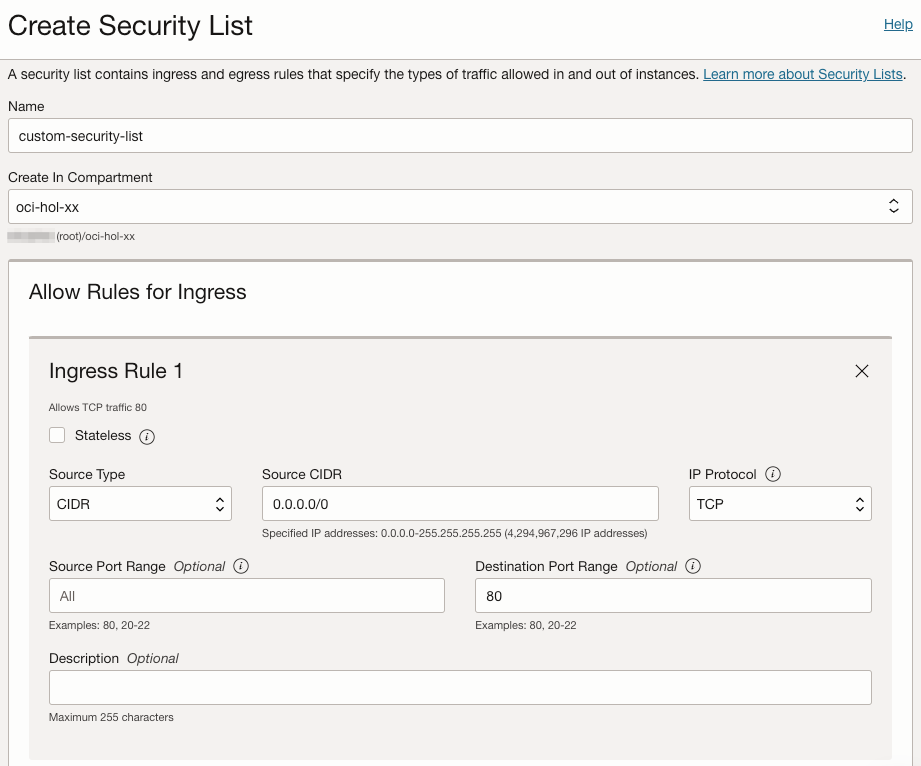 Create Security List
Help
A security list contains ingress and egress rules that specify the types of traffic allowed in and out of instances. Learn more about Security Lists.
Name
custom-security-list
Create In Compartment
oci-hol-xx
(root)/oci-hol-xx
Allow Rules for Ingress
Ingress Rule 1
Allows TCP traffic 80
Stateless
Source Type
Source CIDR
IP Protocol
CIDR
0.0.0.0/0
TCP
Specified IP addresses: 0.0.0.0-255.255.255.255 (4,294,967,296 IP addresses)
Source Port Range Optional
Destination Port Range Optional
All
80
Examples: 80, 20-22
Examples: 80, 20-22
Description Optional
Maximum 255 characters